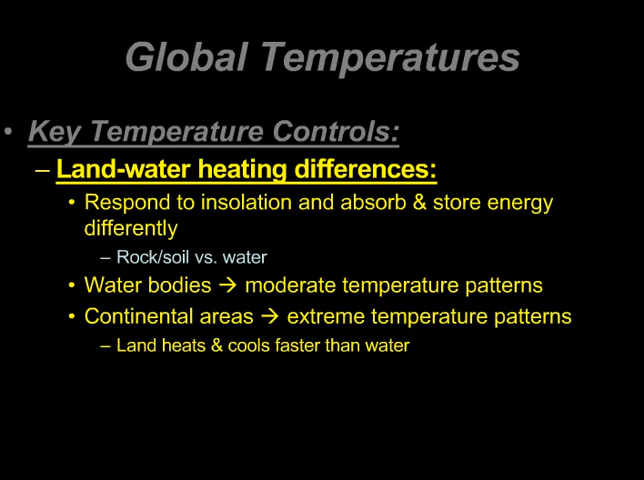 Global Temperatures
• Key Temperature Controls:
– Land-water heating differences:
• Respond to insolation and absorb & store energy
differently
– Rock/soil vs. water
• Water bodies → moderate temperature patterns
• Continental areas → extreme temperature patterns
– Land heats & cools faster than water